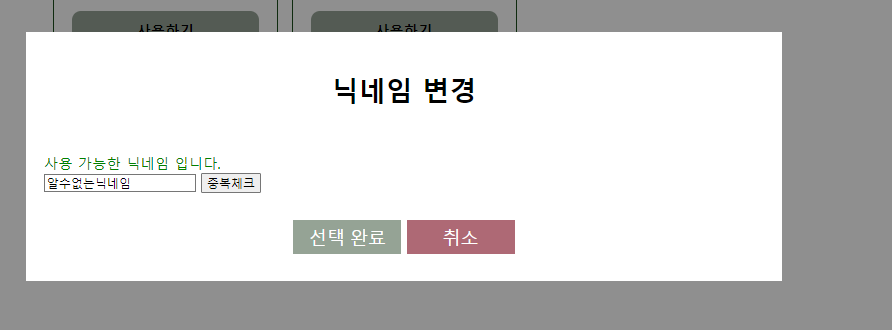 사용하기 사용하기
닉네임 변경
사용 가능한 닉네임 입니다.
알수없는닉네임 중복체크
선택 완료 취소